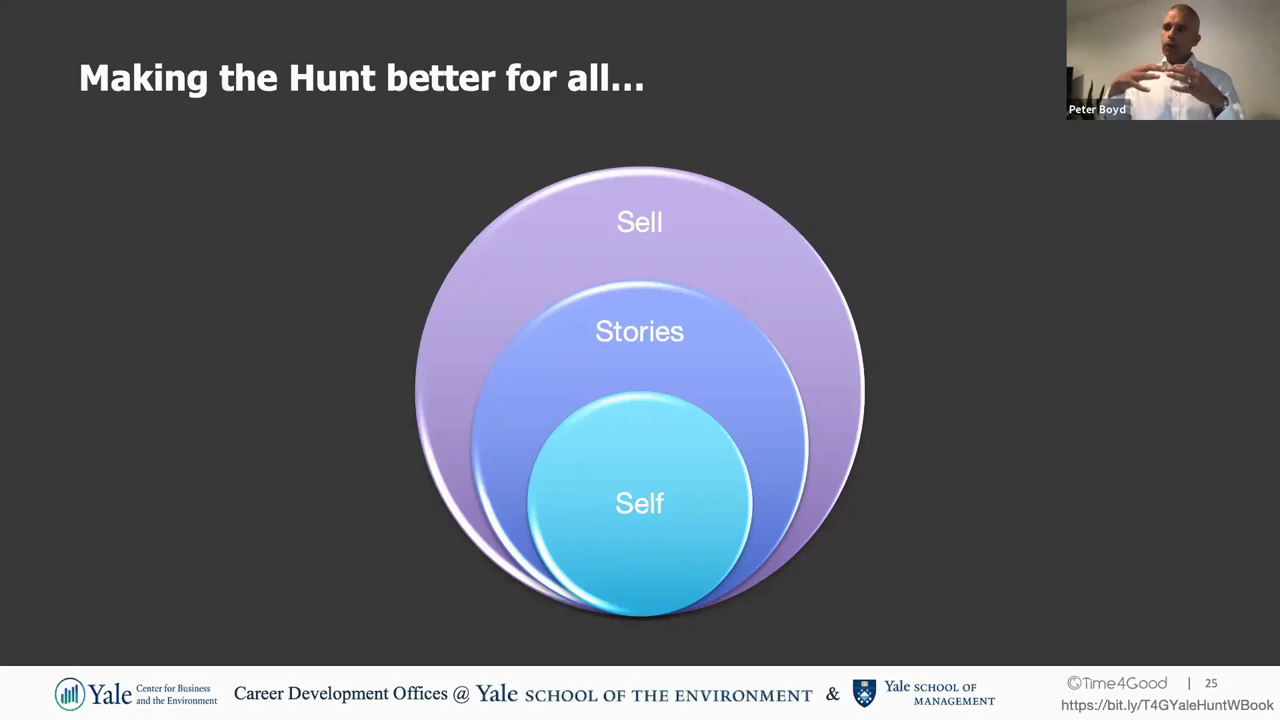 Making the Hunt better for all...
Peter Boyd
Sell
Stories
Self
Yale Center for Business
and the Environment
Career Development Offices @ Yale SCHOOL OF THE ENVIRONMENT &
Yale SCHOOL OF
MANAGEMENT
©Time4Good | 25
https://bit.ly/T4GYaleHuntWBook